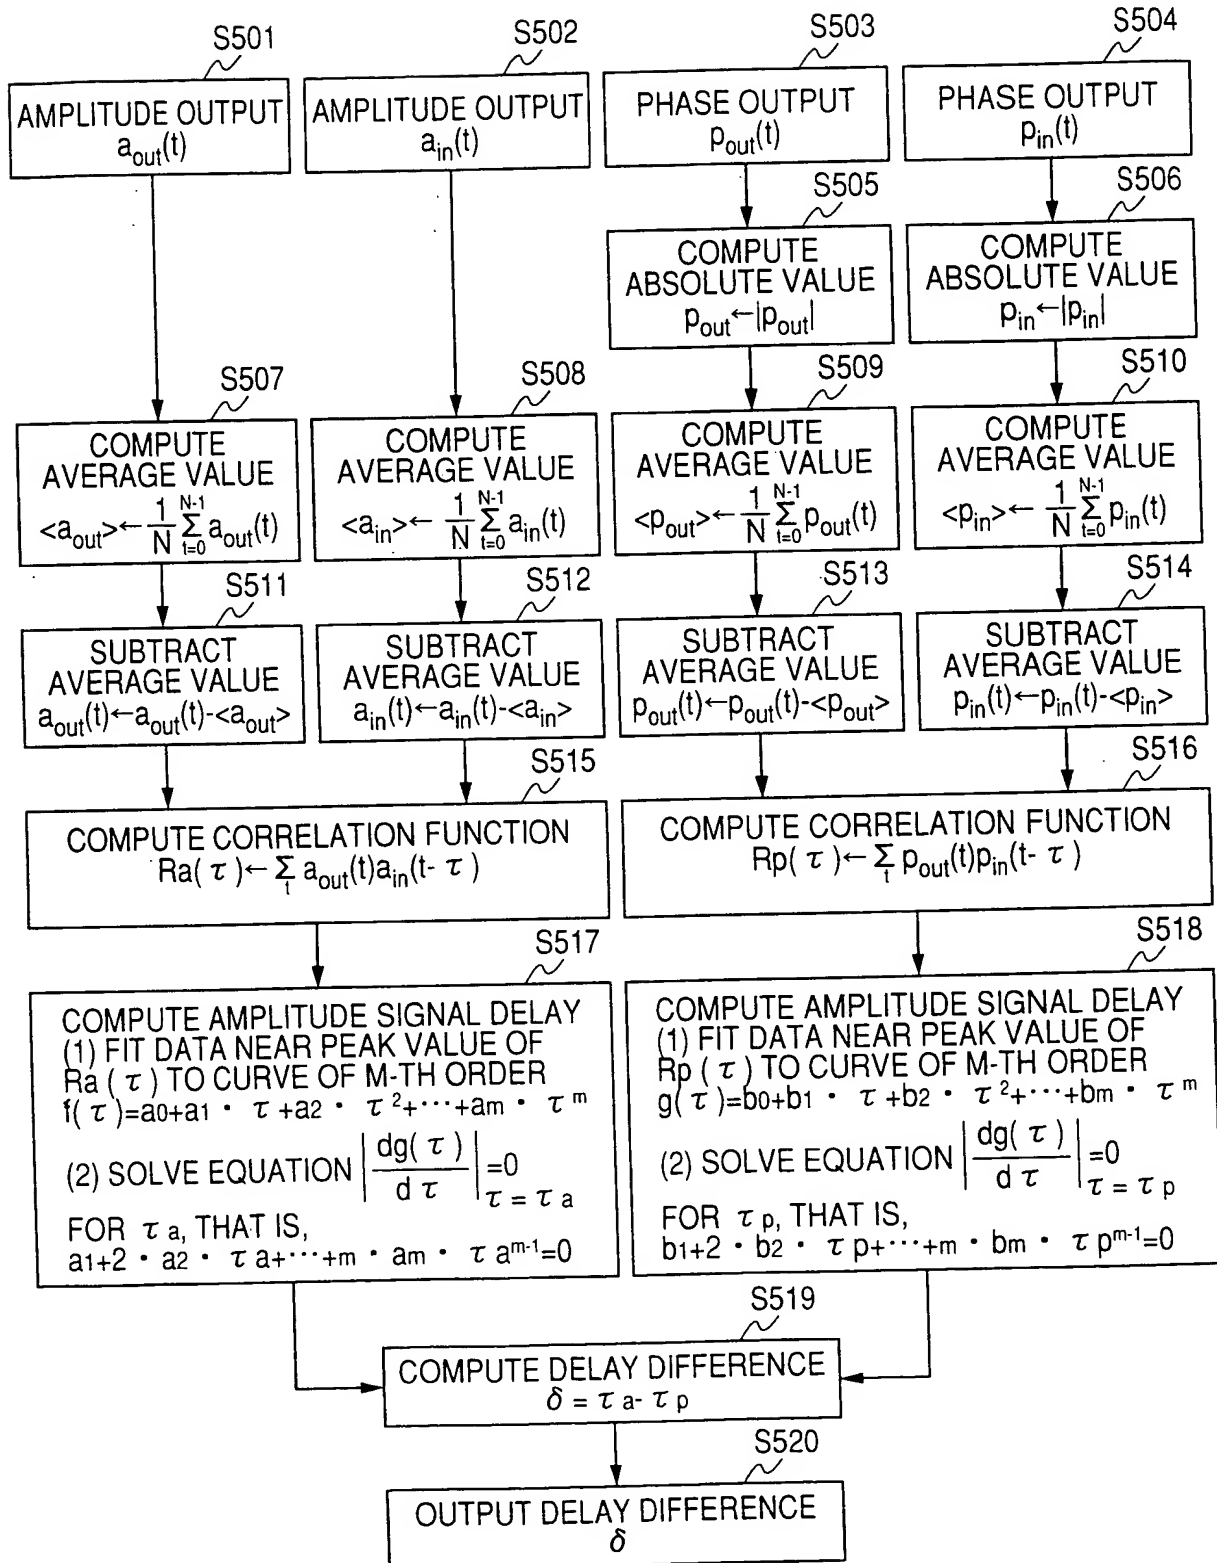 S501
AMPLITUDE OUTPUT
a_out(t)
S502
AMPLITUDE OUTPUT
a_in(t)
S503
PHASE OUTPUT
p_out(t)
S504
PHASE OUTPUT
p_in(t)
S505
COMPUTE
ABSOLUTE VALUE
p_out←|p_out|
S506
COMPUTE
ABSOLUTE VALUE
p_in←|p_in|
S507
COMPUTE
AVERAGE VALUE
<a_out>←1/N Σ_{t=0}^{N-1} a_out(t)
S508
COMPUTE
AVERAGE VALUE
<a_in>←1/N Σ_{t=0}^{N-1} a_in(t)
S509
COMPUTE
AVERAGE VALUE
<p_out>←1/N Σ_{t=0}^{N-1} p_out(t)
S510
COMPUTE
AVERAGE VALUE
<p_in>←1/N Σ_{t=0}^{N-1} p_in(t)
S511
SUBTRACT
AVERAGE VALUE
a_out(t)←a_out(t)-<a_out>
S512
SUBTRACT
AVERAGE VALUE
a_in(t)←a_in(t)-<a_in>
S513
SUBTRACT
AVERAGE VALUE
p_out(t)←p_out(t)-<p_out>
S514
SUBTRACT
AVERAGE VALUE
p_in(t)←p_in(t)-<p_in>
S515
COMPUTE CORRELATION FUNCTION
Ra(τ)←Σ_t a_out(t)a_in(t-τ)
S516
COMPUTE CORRELATION FUNCTION
Rp(τ)←Σ_t p_out(t)p_in(t-τ)
S517
COMPUTE AMPLITUDE SIGNAL DELAY
(1) FIT DATA NEAR PEAK VALUE OF
Ra(τ) TO CURVE OF M-TH ORDER
f(τ)=a0+a1・τ+a2・τ²+⋯+am・τ^m
(2) SOLVE EQUATION |dg(τ)/dτ|_{τ=τa}=0
FOR τa, THAT IS,
a1+2・a2・τa+⋯+m・am・τa^{m-1}=0
S518
COMPUTE AMPLITUDE SIGNAL DELAY
(1) FIT DATA NEAR PEAK VALUE OF
Rp(τ) TO CURVE OF M-TH ORDER
g(τ)=b0+b1・τ+b2・τ²+⋯+bm・τ^m
(2) SOLVE EQUATION |dg(τ)/dτ|_{τ=τp}=0
FOR τp, THAT IS,
b1+2・b2・τp+⋯+m・bm・τp^{m-1}=0
S519
COMPUTE DELAY DIFFERENCE
δ=τa-τp
S520
OUTPUT DELAY DIFFERENCE
δ